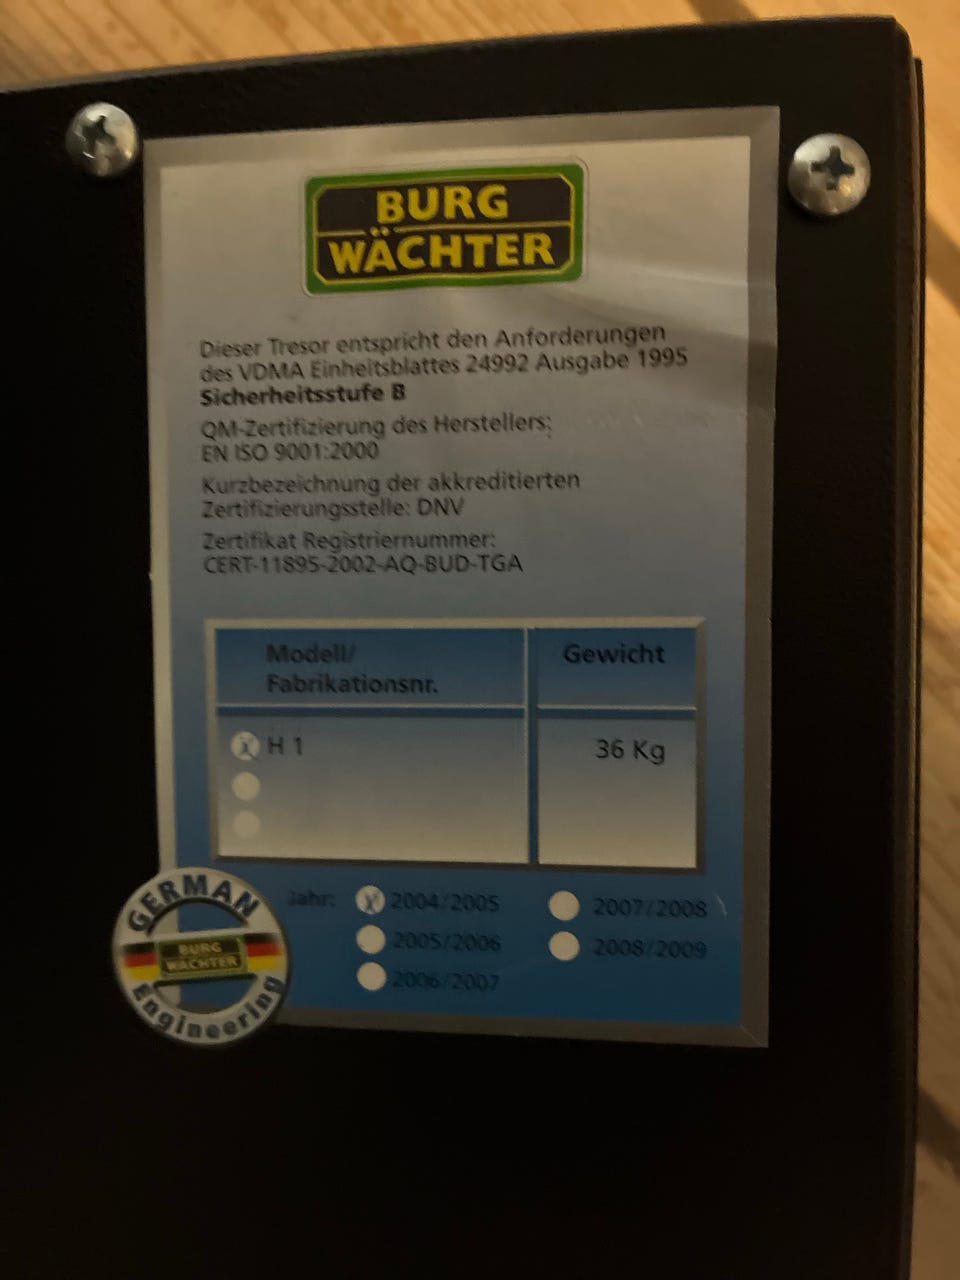 BURG
WÄCHTER
Dieser Tresor entspricht den Anforderungen
des VDMA Einheitsblattes 24992 Ausgabe 1995
Sicherheitsstufe B
QM-Zertifizierung des Herstellers:
EN ISO 9001:2000
Kurzbezeichnung der akkreditierten
Zertifizierungsstelle: DNV
Zertifikat Registriernummer:
CERT-11895-2002-AQ-BUD-TGA
Modell/
Fabrikationsnr.
Gewicht
X H 1
36 Kg
Jahr: X 2004/2005
2007/2008
2005/2006
2008/2009
2006/2007
GERMAN
BURG
WÄCHTER
Engineering